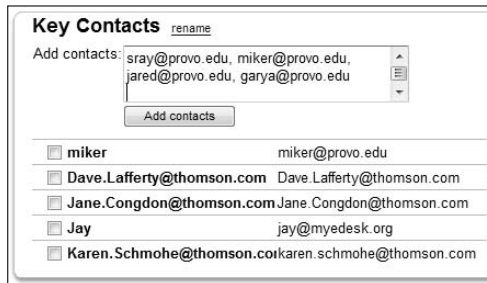 Key Contacts rename
Add contacts: sray@provo.edu, miker@provo.edu,
jared@provo.edu, garya@provo.edu
Add contacts
miker miker@provo.edu
Dave.Lafferty@thomson.com Dave.Lafferty@thomson.com
Jane.Congdon@thomson.com Jane.Congdon@thomson.com
Jay jay@myedesk.org
Karen.Schmohe@thomson.co karen.schmohe@thomson.com